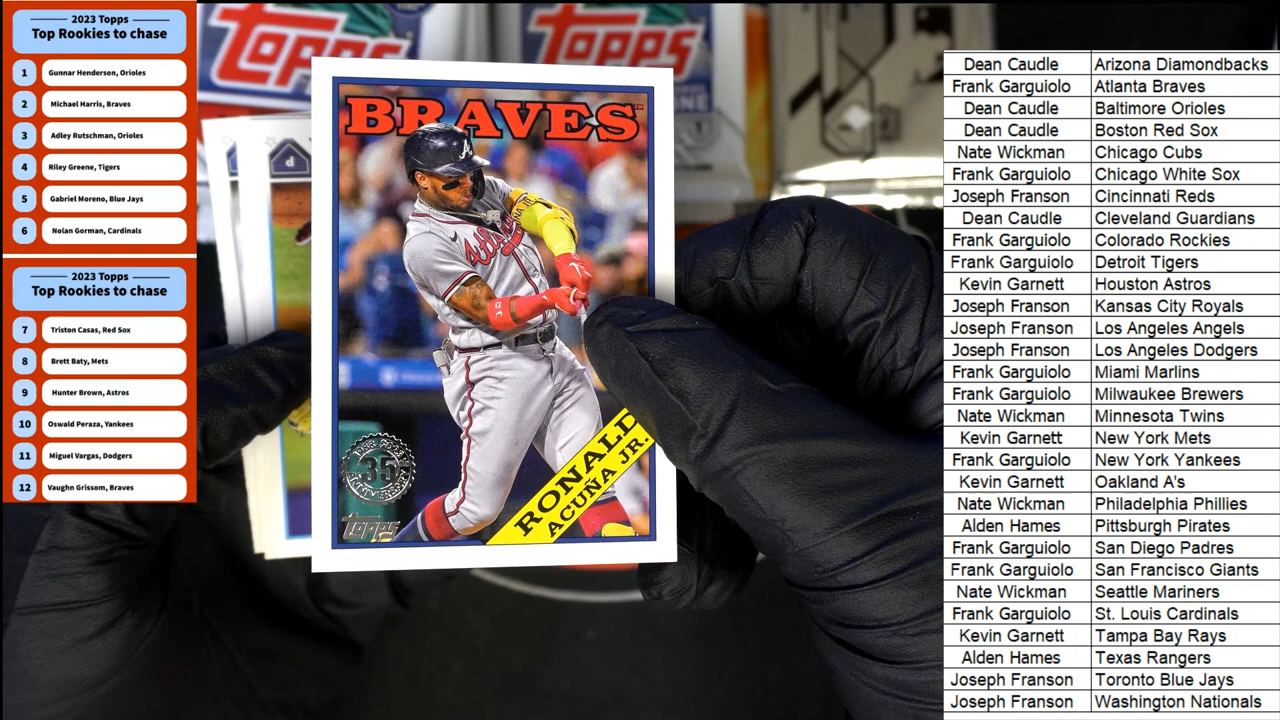 2023 Topps
Top Rookies to chase
1 Gunnar Henderson, Orioles
2 Michael Harris, Braves
3 Adley Rutschman, Orioles
4 Riley Greene, Tigers
5 Gabriel Moreno, Blue Jays
6 Nolan Gorman, Cardinals
2023 Topps
Top Rookies to chase
7 Triston Casas, Red Sox
8 Brett Baty, Mets
9 Hunter Brown, Astros
10 Oswald Peraza, Yankees
11 Miguel Vargas, Dodgers
12 Vaughn Grissom, Braves
TOPPS
TOPPS
BRAVES
A
Atlanta
35
ANNIVERSARY
TOPPS
RONALD
ACUÑA JR.
d
Dean Caudle Arizona Diamondbacks
Frank Garguiolo Atlanta Braves
Dean Caudle Baltimore Orioles
Dean Caudle Boston Red Sox
Nate Wickman Chicago Cubs
Frank Garguiolo Chicago White Sox
Joseph Franson Cincinnati Reds
Dean Caudle Cleveland Guardians
Frank Garguiolo Colorado Rockies
Frank Garguiolo Detroit Tigers
Kevin Garnett Houston Astros
Joseph Franson Kansas City Royals
Joseph Franson Los Angeles Angels
Joseph Franson Los Angeles Dodgers
Frank Garguiolo Miami Marlins
Frank Garguiolo Milwaukee Brewers
Nate Wickman Minnesota Twins
Kevin Garnett New York Mets
Frank Garguiolo New York Yankees
Kevin Garnett Oakland A's
Nate Wickman Philadelphia Phillies
Alden Hames Pittsburgh Pirates
Frank Garguiolo San Diego Padres
Frank Garguiolo San Francisco Giants
Nate Wickman Seattle Mariners
Frank Garguiolo St. Louis Cardinals
Kevin Garnett Tampa Bay Rays
Alden Hames Texas Rangers
Joseph Franson Toronto Blue Jays
Joseph Franson Washington Nationals